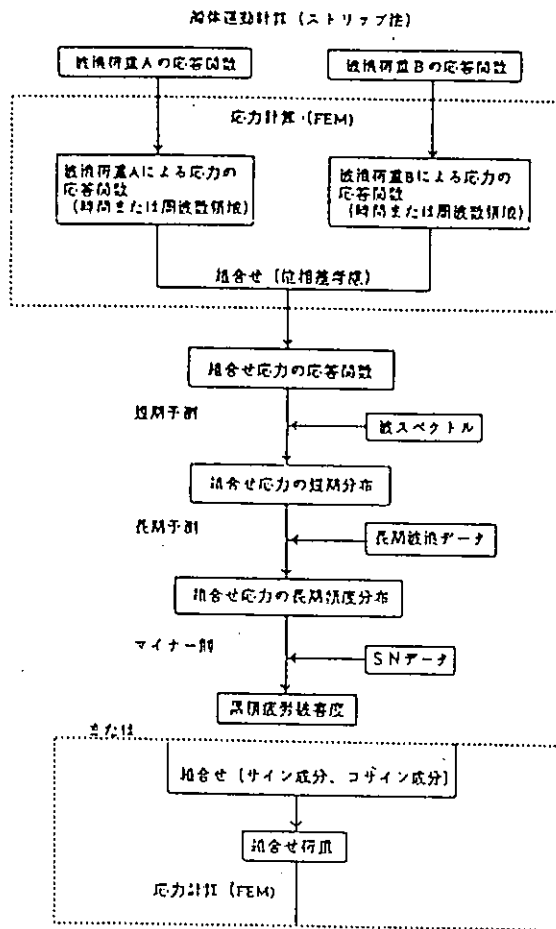 船体運動計算(ストリップ法)
波浪荷重Aの応答関数
波浪荷重Bの応答関数
応力計算(FEM)
波浪荷重Aによる応力の
応答関数
(時間または周波数領域)
波浪荷重Bによる応力の
応答関数
(時間または周波数領域)
組合せ(位相差考慮)
組合せ応力の応答関数
短期予測
波スペクトル
組合せ応力の短期分布
長期予測
長期波浪データ
組合せ応力の長期頻度分布
マイナー則
SNデータ
疲労被害度
または
組合せ[サイン成分、コサイン成分]
組合せ荷重
応力計算(FEM)